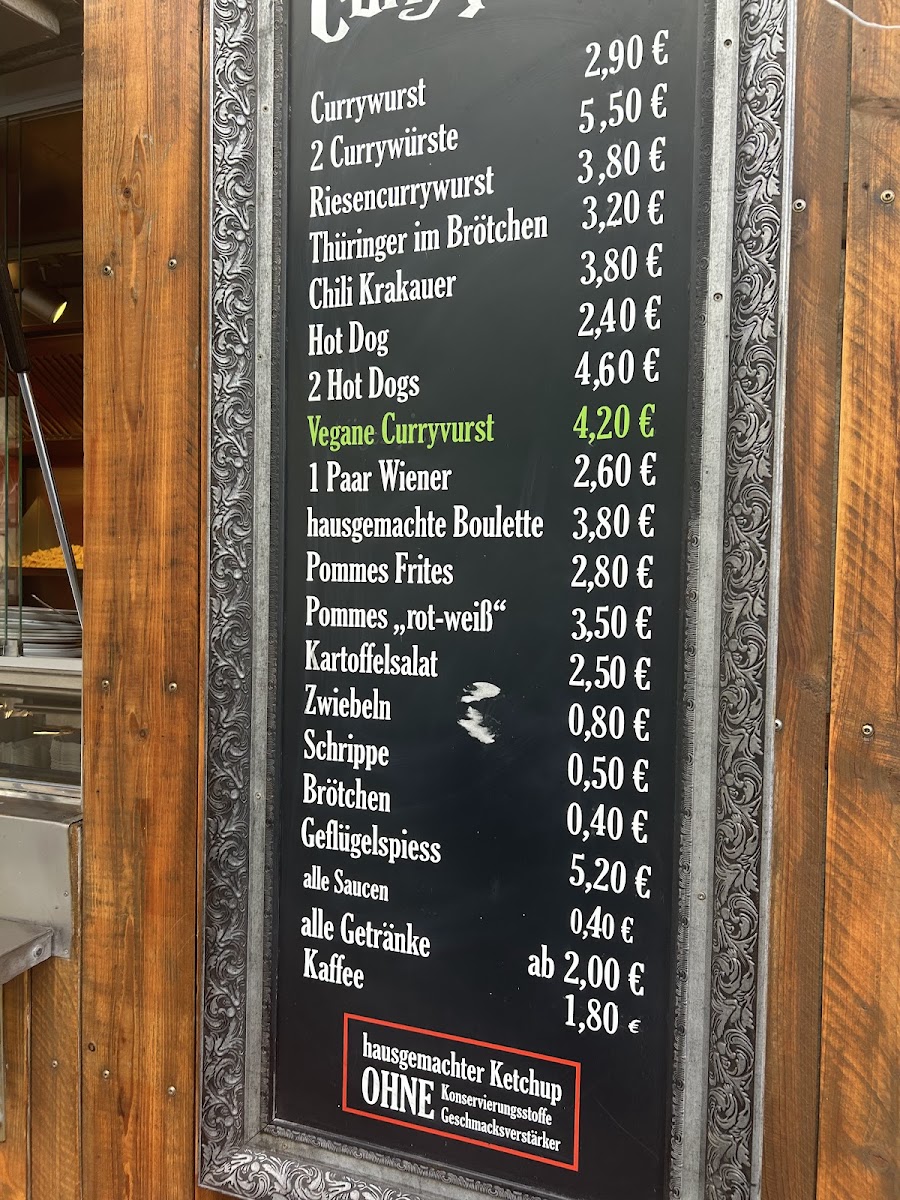 Currywurst 2,90 €
2 Currywürste 5,50 €
Riesencurrywurst 3,80 €
Thüringer im Brötchen 3,20 €
Chili Krakauer 3,80 €
Hot Dog 2,40 €
2 Hot Dogs 4,60 €
Vegane Curryvurst 4,20 €
1 Paar Wiener 2,60 €
hausgemachte Boulette 3,80 €
Pommes Frites 2,80 €
Pommes „rot-weiß“ 3,50 €
Kartoffelsalat 2,50 €
Zwiebeln 0,80 €
Schrippe 0,50 €
Brötchen 0,40 €
Geflügelspiess 5,20 €
alle Saucen 0,40 €
alle Getränke ab 2,00 €
Kaffee 1,80 €
hausgemachter Ketchup
OHNE Konservierungsstoffe
Geschmacksverstärker